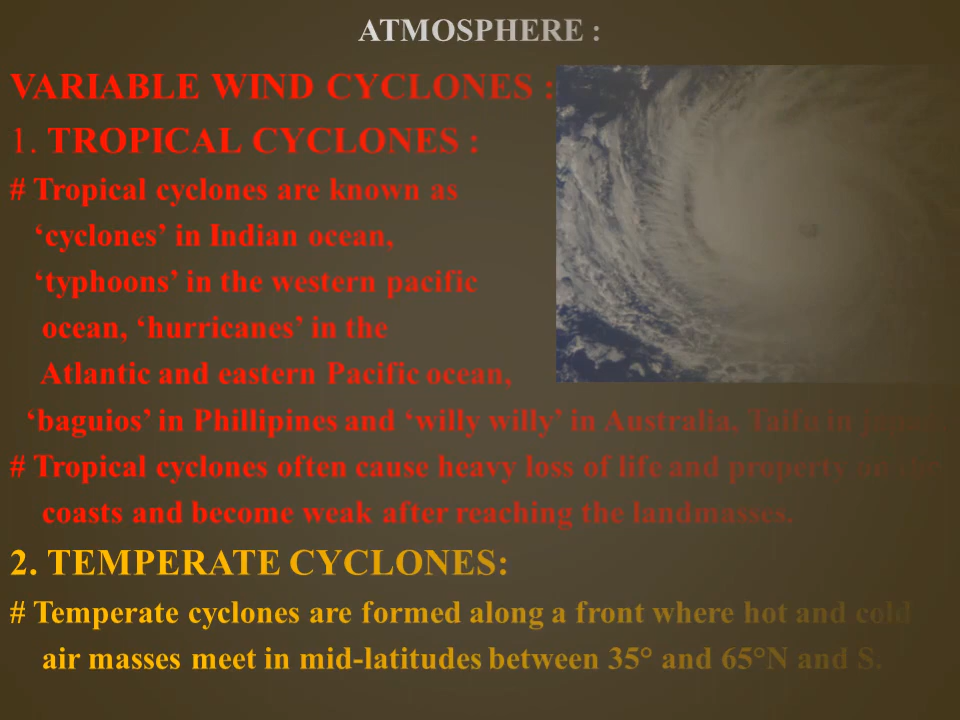 ATMOSPHERE :
VARIABLE WIND CYCLONES :
1. TROPICAL CYCLONES :
# Tropical cyclones are known as
‘cyclones’ in Indian ocean,
‘typhoons’ in the western pacific
ocean, ‘hurricanes’ in the
Atlantic and eastern Pacific ocean,
‘baguios’ in Phillipines and ‘willy willy’ in Australia, Taifu in
# Tropical cyclones often cause heavy loss of life and property on
coasts and become weak after reaching the landmasses.
2. TEMPERATE CYCLONES:
# Temperate cyclones are formed along a front where hot and cold
air masses meet in mid-latitudes between 35° and 65°N and S.